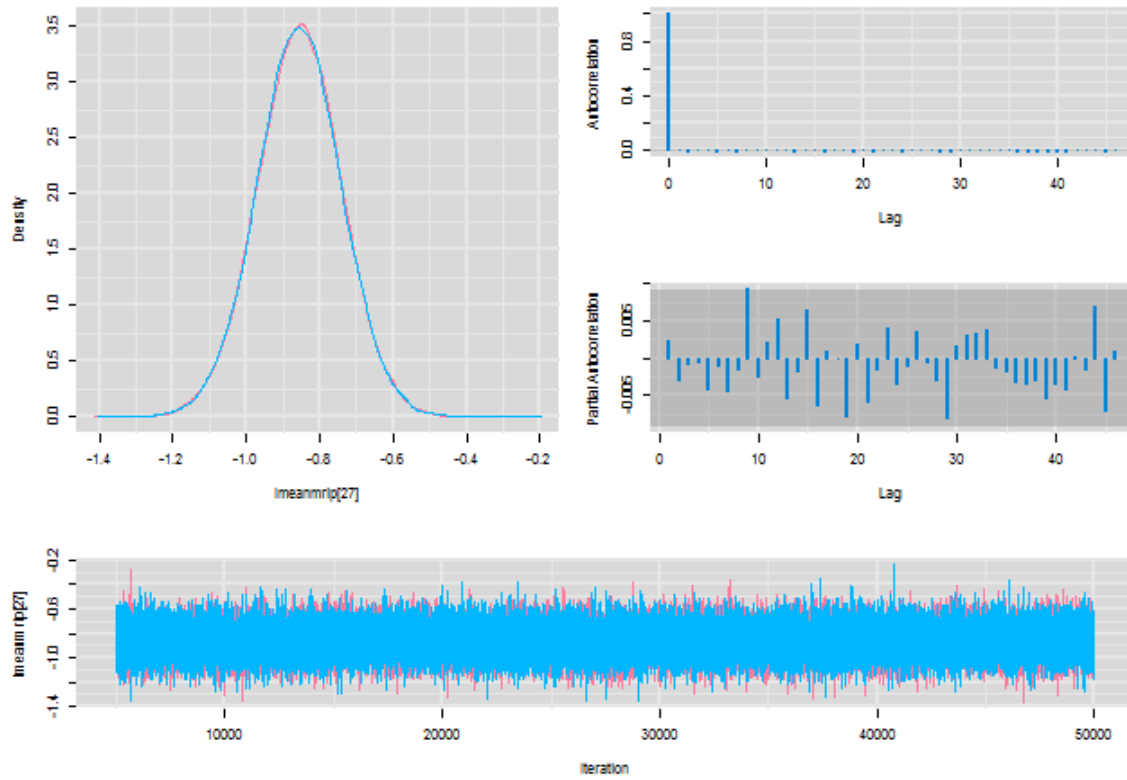 Density
0.0 0.5 1.0 1.5 2.0 2.5 3.0 3.5
-1.4 -1.2 -1.0 -0.8 -0.6 -0.4 -0.2
lmeanmrip[27]
Autocorrelation
0.0 0.4 0.8
0 10 20 30 40
Lag
Partial Autocorrelation
-0.005 0.005
0 10 20 30 40
Lag
lmeanmrip[27]
-1.4 -1.0 -0.6 -0.2
10000 20000 30000 40000 50000
Iteration